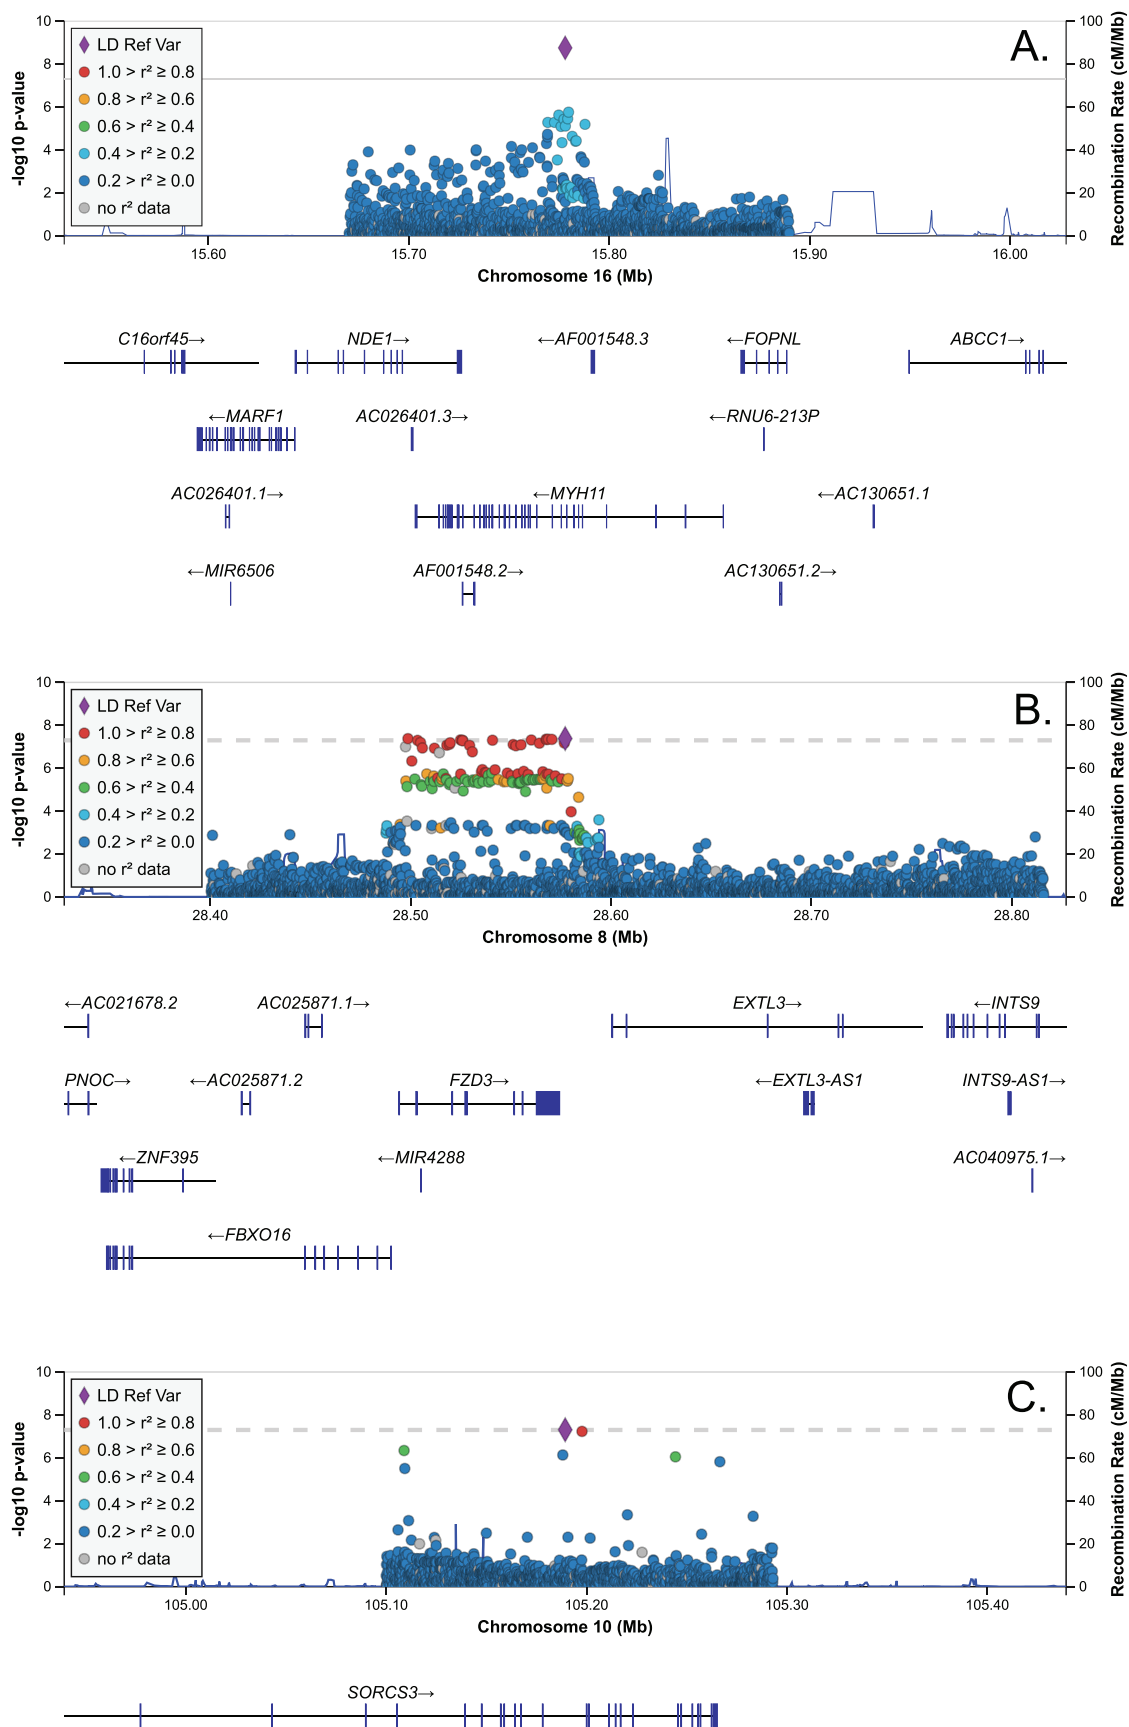 A.
-log10 p-value
Recombination Rate (cM/Mb)
10
8
6
4
2
0
100
80
60
40
20
0
LD Ref Var
1.0 > r² ≥ 0.8
0.8 > r² ≥ 0.6
0.6 > r² ≥ 0.4
0.4 > r² ≥ 0.2
0.2 > r² ≥ 0.0
no r² data
15.60 15.70 15.80 15.90 16.00
Chromosome 16 (Mb)
C16orf45→ NDE1→ ←AF001548.3 ←FOPNL ABCC1→
←MARF1 AC026401.3→ ←RNU6-213P
AC026401.1→ ←MYH11 ←AC130651.1
←MIR6506 AF001548.2→ AC130651.2→
B.
-log10 p-value
Recombination Rate (cM/Mb)
10
8
6
4
2
0
100
80
60
40
20
0
LD Ref Var
1.0 > r² ≥ 0.8
0.8 > r² ≥ 0.6
0.6 > r² ≥ 0.4
0.4 > r² ≥ 0.2
0.2 > r² ≥ 0.0
no r² data
28.40 28.50 28.60 28.70 28.80
Chromosome 8 (Mb)
←AC021678.2 AC025871.1→ EXTL3→ ←INTS9
PNOC→ ←AC025871.2 FZD3→ ←EXTL3-AS1 INTS9-AS1→
←ZNF395 ←MIR4288 AC040975.1→
←FBXO16
C.
-log10 p-value
Recombination Rate (cM/Mb)
10
8
6
4
2
0
100
80
60
40
20
0
LD Ref Var
1.0 > r² ≥ 0.8
0.8 > r² ≥ 0.6
0.6 > r² ≥ 0.4
0.4 > r² ≥ 0.2
0.2 > r² ≥ 0.0
no r² data
105.00 105.10 105.20 105.30 105.40
Chromosome 10 (Mb)
SORCS3→